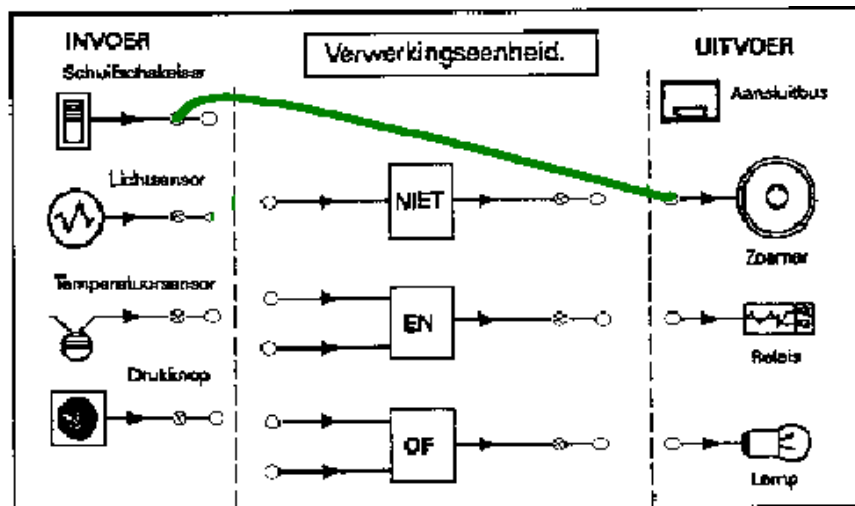 INVOER
Schuifschakelaar
Lichtsensor
Temperatuursensor
Drukknop
Verwerkingseenheid.
NIET
EN
OF
UITVOER
Aansluitbus
Zoemer
Relais
Lamp